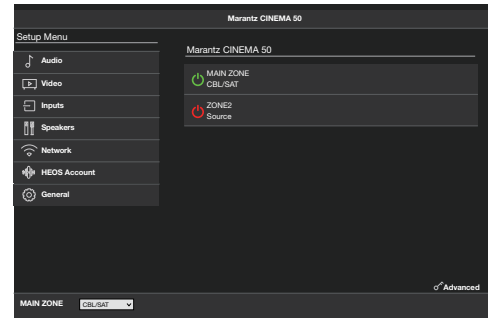 Marantz CINEMA 50
Setup Menu
Audio
Video
Inputs
Speakers
Network
HEOS Account
General
Marantz CINEMA 50
MAIN ZONE
CBL/SAT
ZONE2
Source
Advanced
MAIN ZONE CBL/SAT